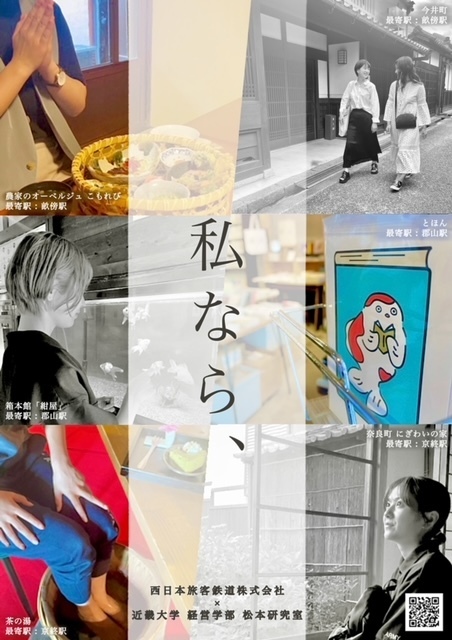 今井町
最寄駅：畝傍駅
農家のオーベルジュ こもれび
最寄駅：畝傍駅
とほん
最寄駅：郡山駅
私なら、
箱本館「紺屋」
最寄駅：郡山駅
奈良町 にぎわいの家
最寄駅：京終駅
西日本旅客鉄道株式会社
×
近畿大学 経営学部 松本研究室
茶の湯
最寄駅：京終駅